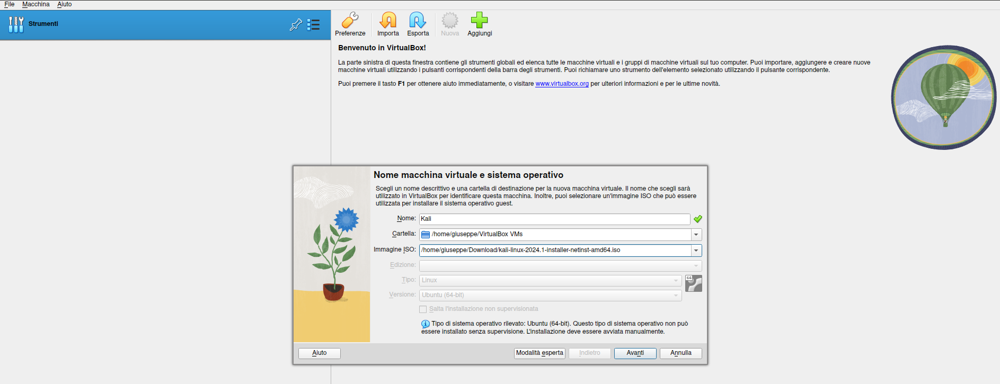 File Macchina Aiuto
Strumenti
Preferenze Importa Esporta Nuova Aggiungi
Benvenuto in VirtualBox!
La parte sinistra di questa finestra contiene gli strumenti globali ed elenca tutte le macchine virtuali e i gruppi di macchine virtuali sul tuo computer. Puoi importare, aggiungere e creare nuove
macchine virtuali utilizzando i pulsanti corrispondenti della barra degli strumenti. Puoi richiamare uno strumento dell'elemento selezionato utilizzando il pulsante corrispondente.
Puoi premere il tasto F1 per ottenere aiuto immediatamente, o visitare www.virtualbox.org per ulteriori informazioni e per le ultime novità.
Nome macchina virtuale e sistema operativo
Scegli un nome descrittivo e una cartella di destinazione per la nuova macchina virtuale. Il nome che scegli sarà
utilizzato in VirtualBox per identificare questa macchina. Inoltre, puoi selezionare un'immagine ISO che può essere
utilizzata per installare il sistema operativo guest.
Nome: Kali
Cartella: /home/giuseppe/VirtualBox VMs
Immagine ISO: /home/giuseppe/Download/kali-linux-2024.1-installer-netinst-amd64.iso
Edizione:
Tipo: Linux
64
Versione: Ubuntu (64-bit)
Salta l'installazione non supervisionata
Tipo di sistema operativo rilevato: Ubuntu (64-bit). Questo tipo di sistema operativo non può
essere installato senza supervisione. L'installazione deve essere avviata manualmente.
Aiuto Modalità esperta Indietro Avanti Annulla